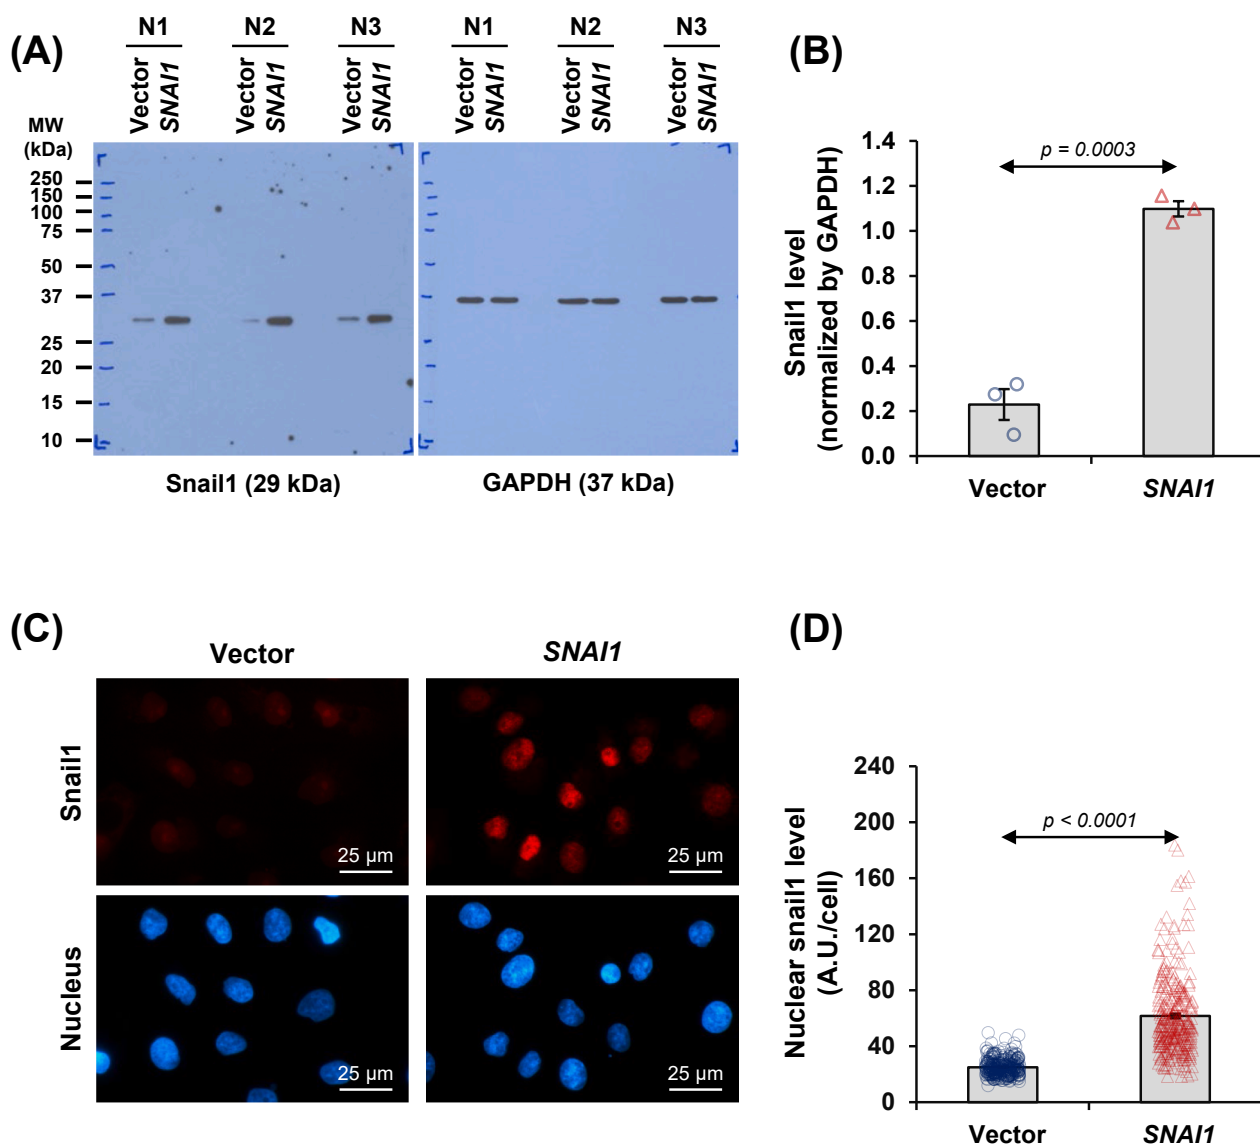 (A)
N1 N2 N3 N1 N2 N3
Vector SNAI1 Vector SNAI1 Vector SNAI1 Vector SNAI1 Vector SNAI1 Vector SNAI1
MW
(kDa)
250
150
100
75
50
37
25
20
15
10
Snail1 (29 kDa) GAPDH (37 kDa)
(B)
Snail1 level
(normalized by GAPDH)
1.4
1.2
1.0
0.8
0.6
0.4
0.2
0.0
p = 0.0003
Vector SNAI1
(C)
Vector SNAI1
Snail1
25 µm 25 µm
Nucleus
25 µm 25 µm
(D)
Nuclear snail1 level
(A.U./cell)
240
200
160
120
80
40
0
p < 0.0001
Vector SNAI1